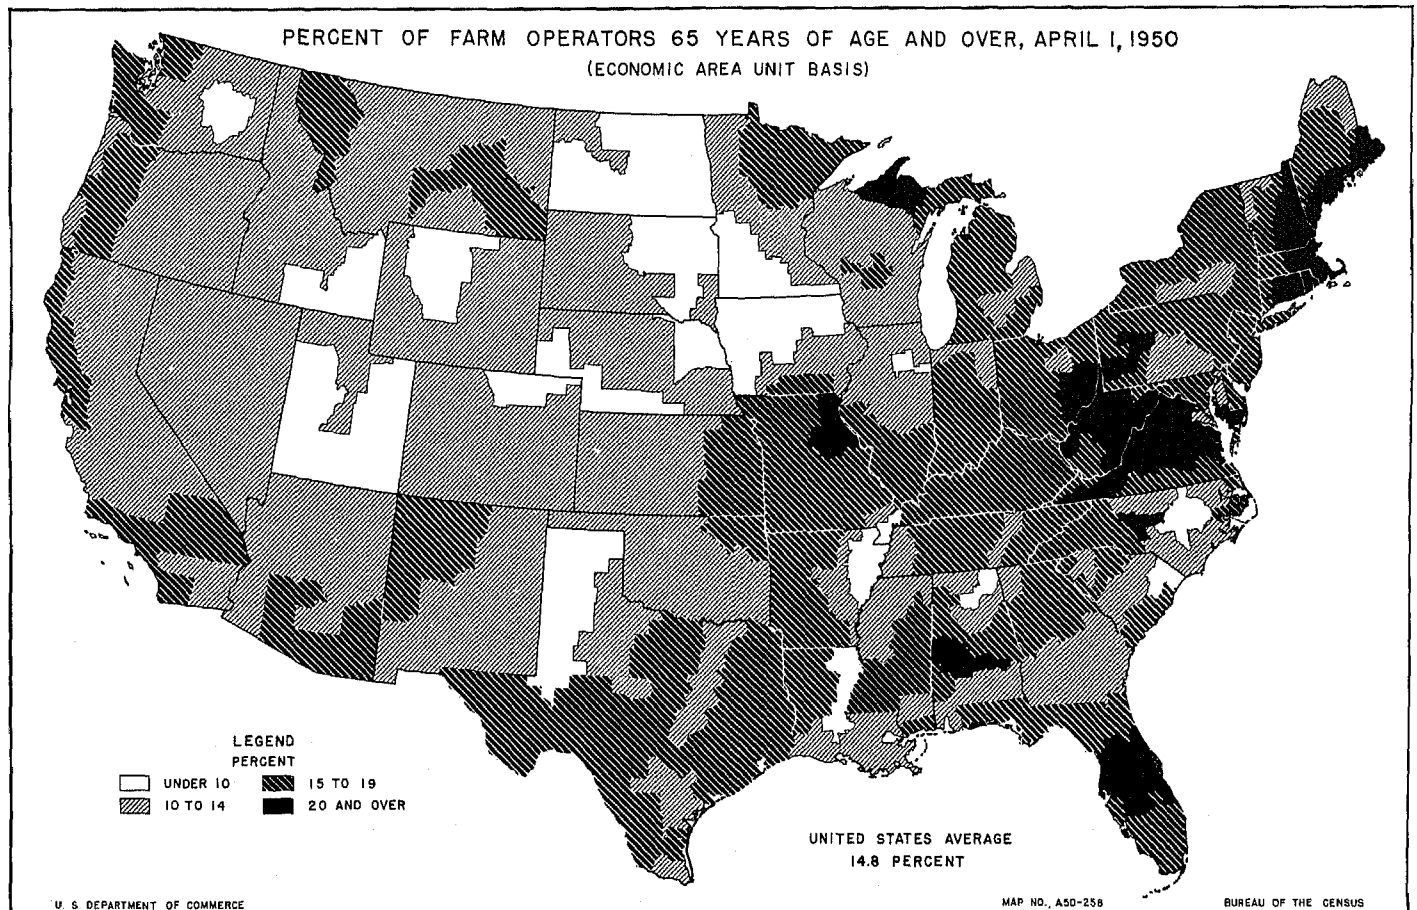 PERCENT OF FARM OPERATORS 65 YEARS OF AGE AND OVER, APRIL 1, 1950
(ECONOMIC AREA UNIT BASIS)
LEGEND
PERCENT
UNDER 10
15 TO 19
10 TO 14
20 AND OVER
UNITED STATES AVERAGE
14.8 PERCENT
U. S. DEPARTMENT OF COMMERCE
MAP NO., A50-258
BUREAU OF THE CENSUS